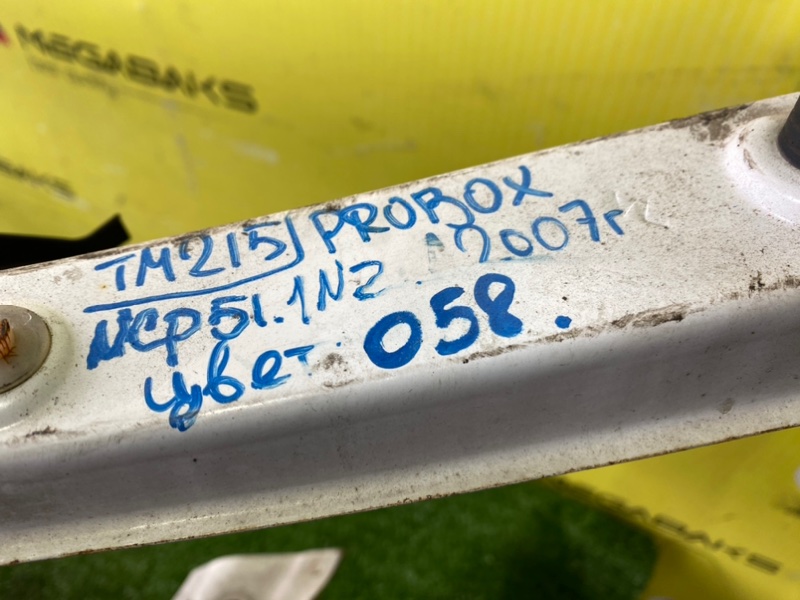 MEGABAKS
TM215 PROBOX
NCP51.1NZ. 2007г
цвет 058.